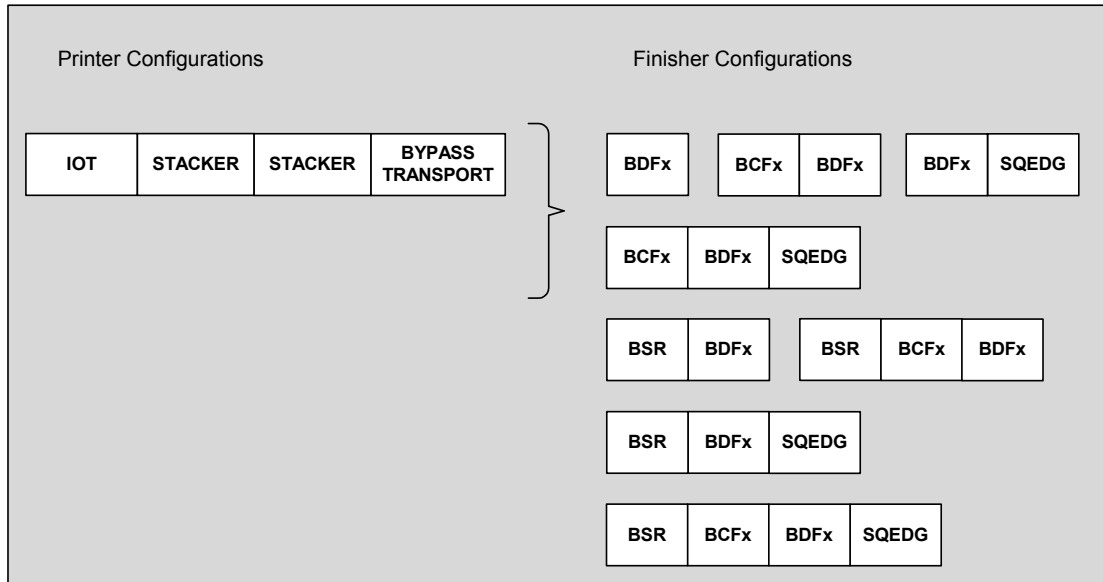 Printer Configurations
Finisher Configurations
IOT STACKER STACKER BYPASS TRANSPORT
BDFx BCFx BDFx BDFx SQEDG
BCFx BDFx SQEDG
BSR BDFx BSR BCFx BDFx
BSR BDFx SQEDG
BSR BCFx BDFx SQEDG